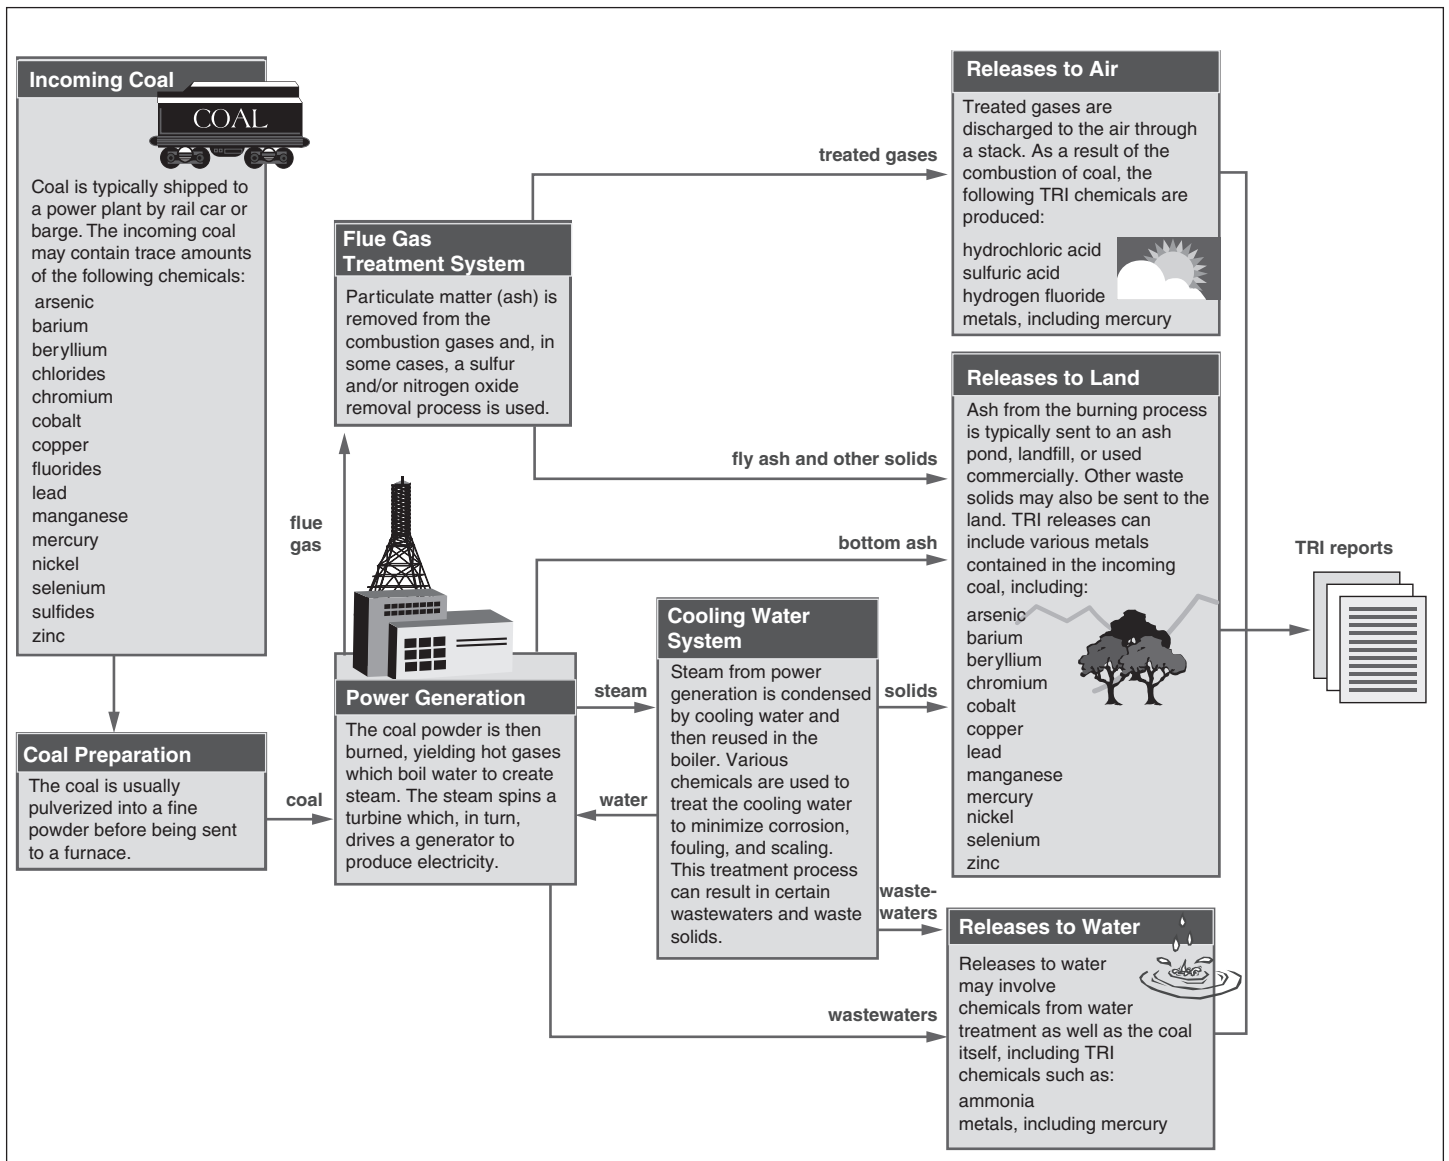 Incoming Coal
COAL
Coal is typically shipped to
a power plant by rail car or
barge. The incoming coal
may contain trace amounts
of the following chemicals:
arsenic
barium
beryllium
chlorides
chromium
cobalt
copper
fluorides
lead
manganese
mercury
nickel
selenium
sulfides
zinc
Coal Preparation
The coal is usually
pulverized into a fine
powder before being sent
to a furnace.
coal
flue
gas
Flue Gas
Treatment System
Particulate matter (ash) is
removed from the
combustion gases and, in
some cases, a sulfur
and/or nitrogen oxide
removal process is used.
Power Generation
The coal powder is then
burned, yielding hot gases
which boil water to create
steam. The steam spins a
turbine which, in turn,
drives a generator to
produce electricity.
steam
water
Cooling Water
System
Steam from power
generation is condensed
by cooling water and
then reused in the
boiler. Various
chemicals are used to
treat the cooling water
to minimize corrosion,
fouling, and scaling.
This treatment process
can result in certain
wastewaters and waste
solids.
treated gases
fly ash and other solids
bottom ash
solids
waste-
waters
wastewaters
Releases to Air
Treated gases are
discharged to the air through
a stack. As a result of the
combustion of coal, the
following TRI chemicals are
produced:
hydrochloric acid
sulfuric acid
hydrogen fluoride
metals, including mercury
Releases to Land
Ash from the burning process
is typically sent to an ash
pond, landfill, or used
commercially. Other waste
solids may also be sent to the
land. TRI releases can
include various metals
contained in the incoming
coal, including:
arsenic
barium
beryllium
chromium
cobalt
copper
lead
manganese
mercury
nickel
selenium
zinc
Releases to Water
Releases to water
may involve
chemicals from water
treatment as well as the coal
itself, including TRI
chemicals such as:
ammonia
metals, including mercury
TRI reports